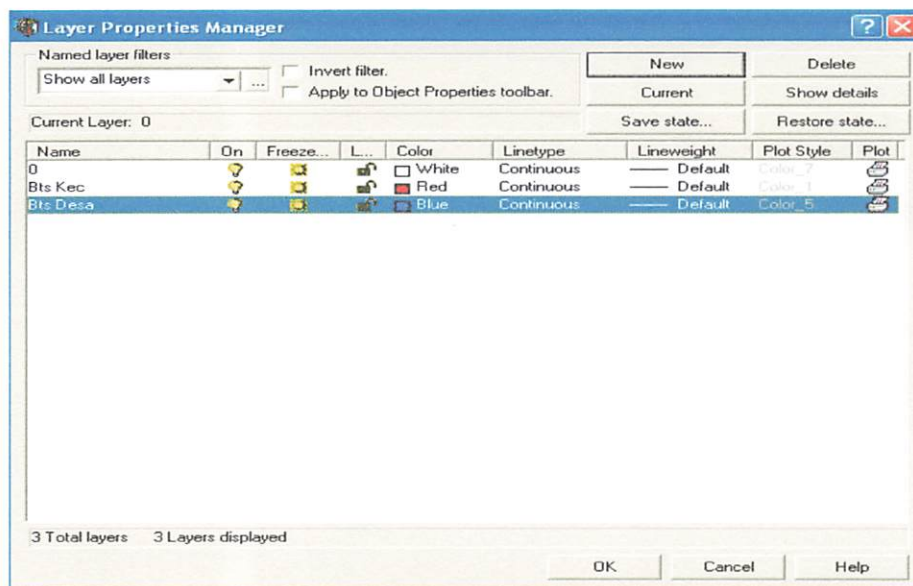 Layer Properties Manager
Named layer filters
Show all layers
...
Invert filter.
Apply to Object Properties toolbar.
New
Delete
Current
Show details
Current Layer: 0
Save state...
Restore state...
Name On Freeze... L... Color Linetype Lineweight Plot Style Plot
0 White Continuous Default Color_7
Bts Kec Red Continuous Default Color_1
Bts Desa Blue Continuous Default Color_5
3 Total layers 3 Layers displayed
OK Cancel Help